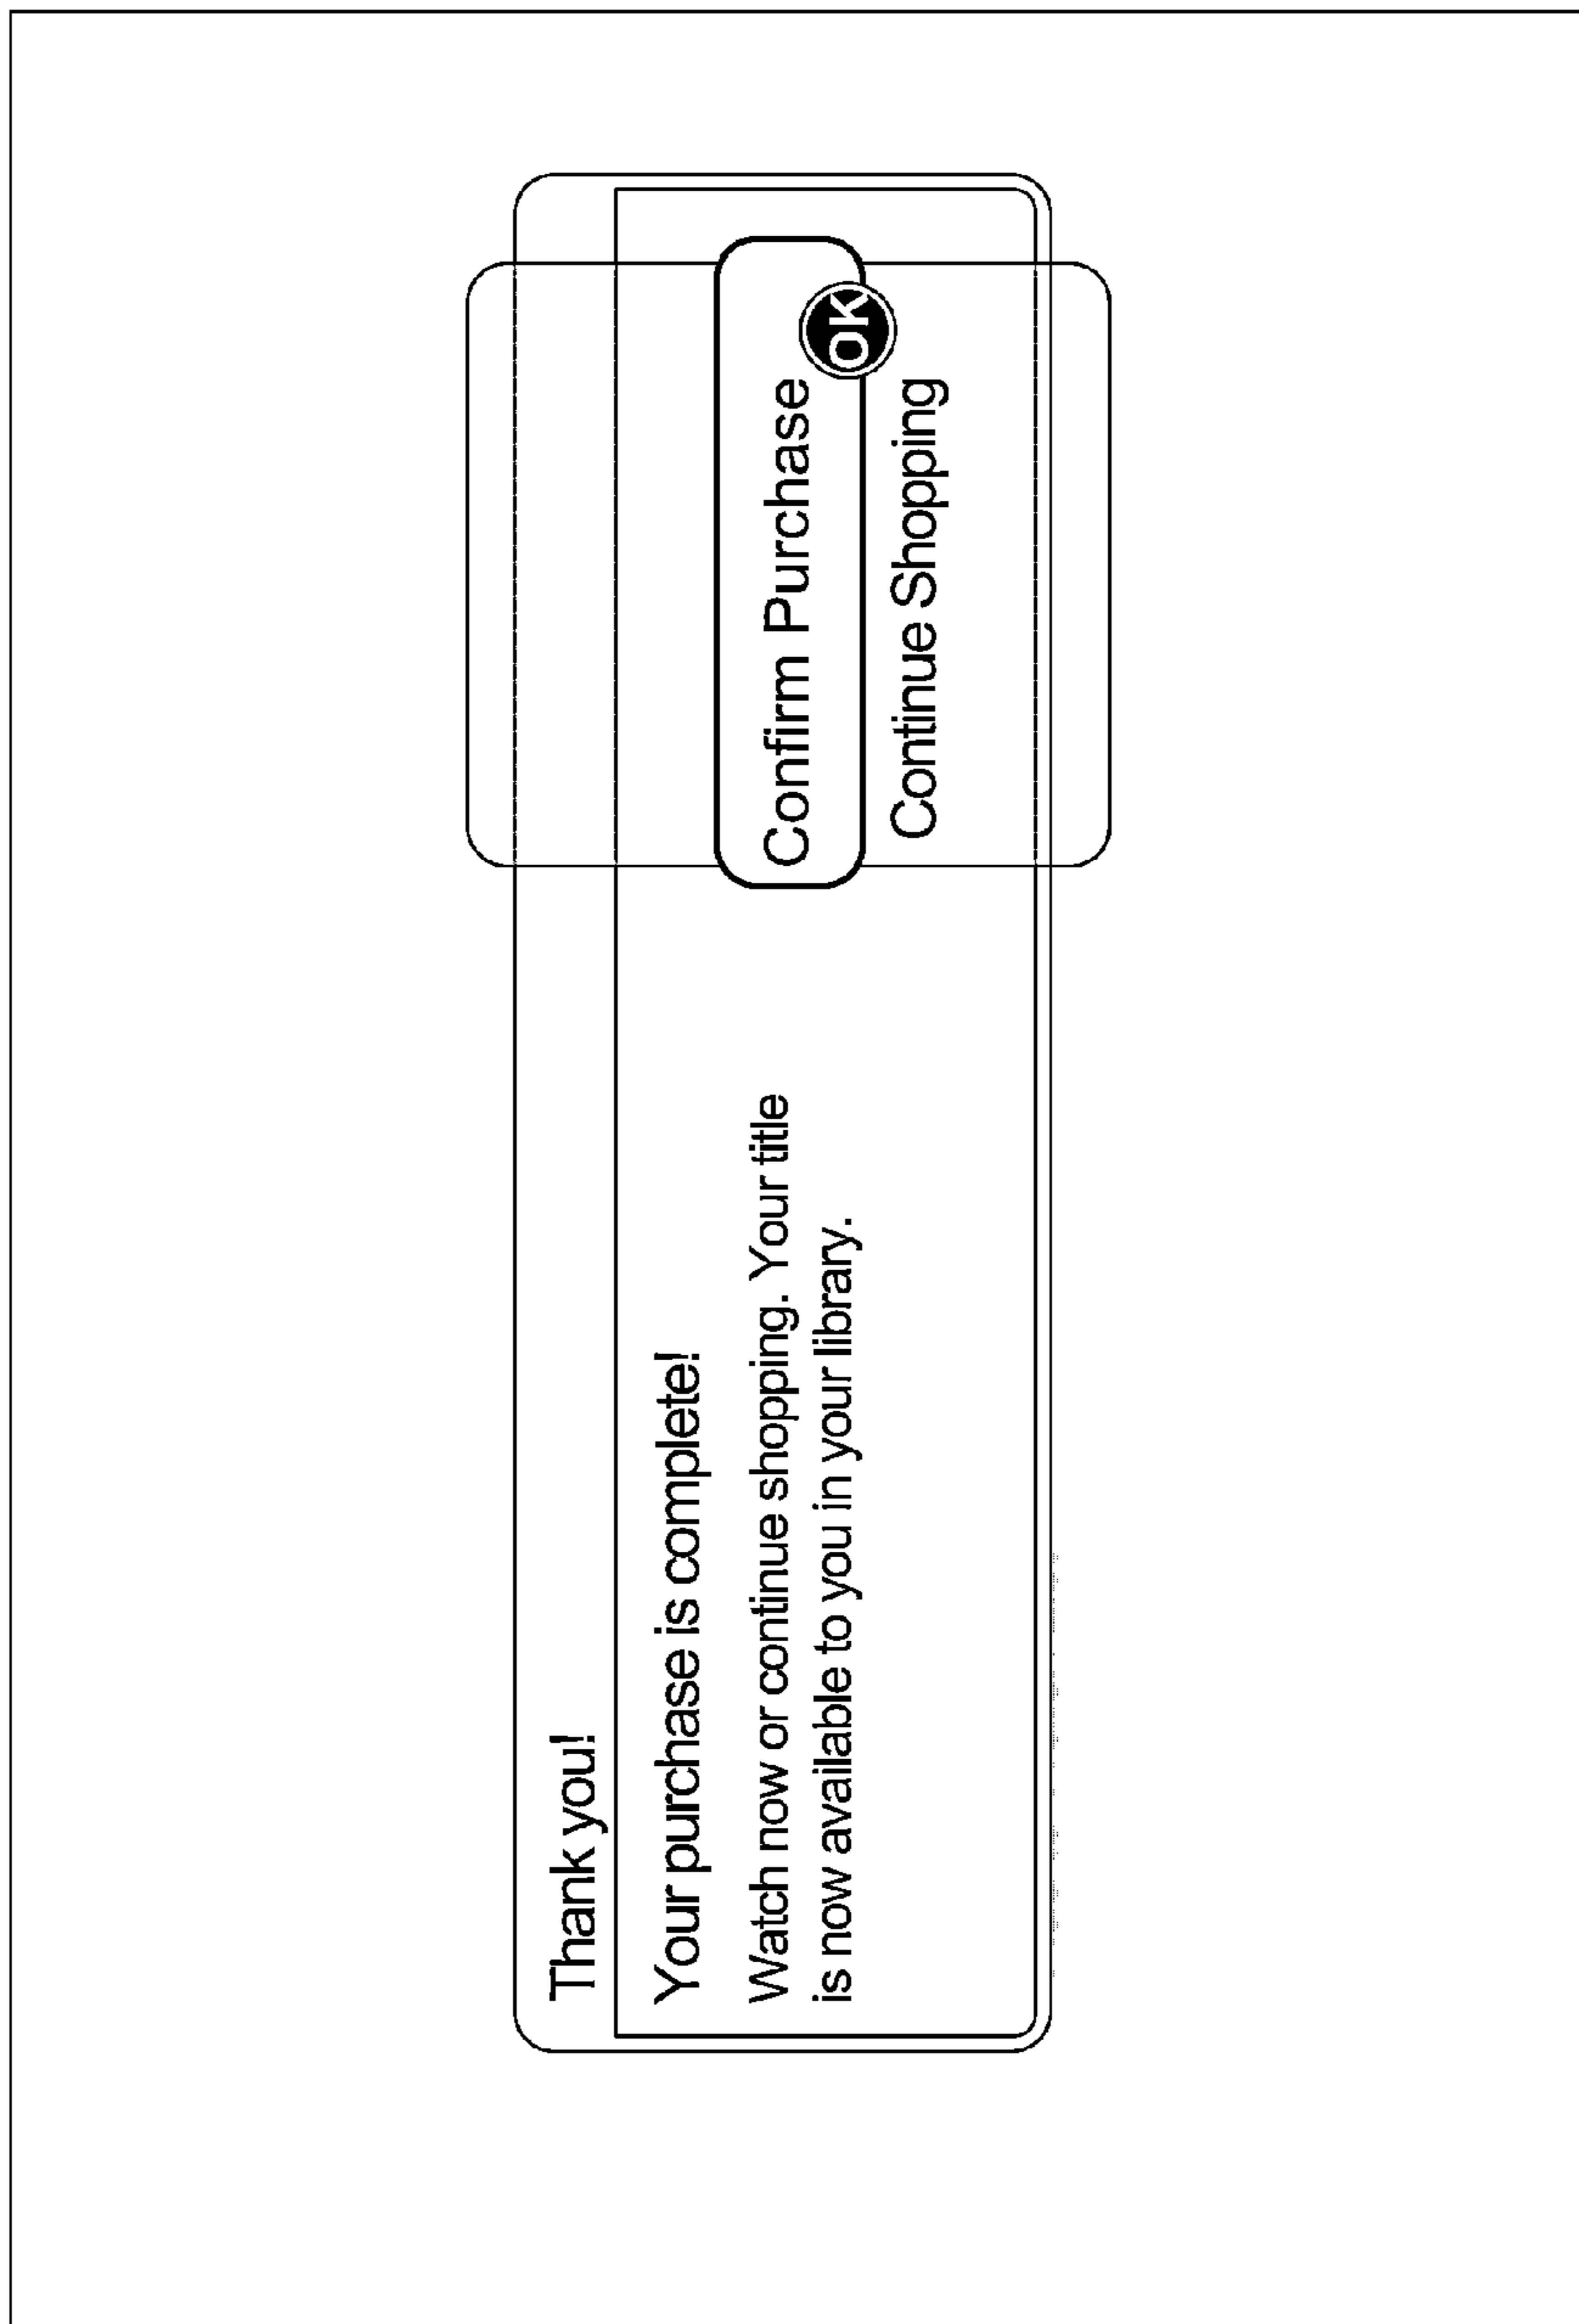 Thank you!
Your purchase is complete!
Watch now or continue shopping. Your title
is now available to you in your library.
Confirm Purchase
OK
Continue Shopping